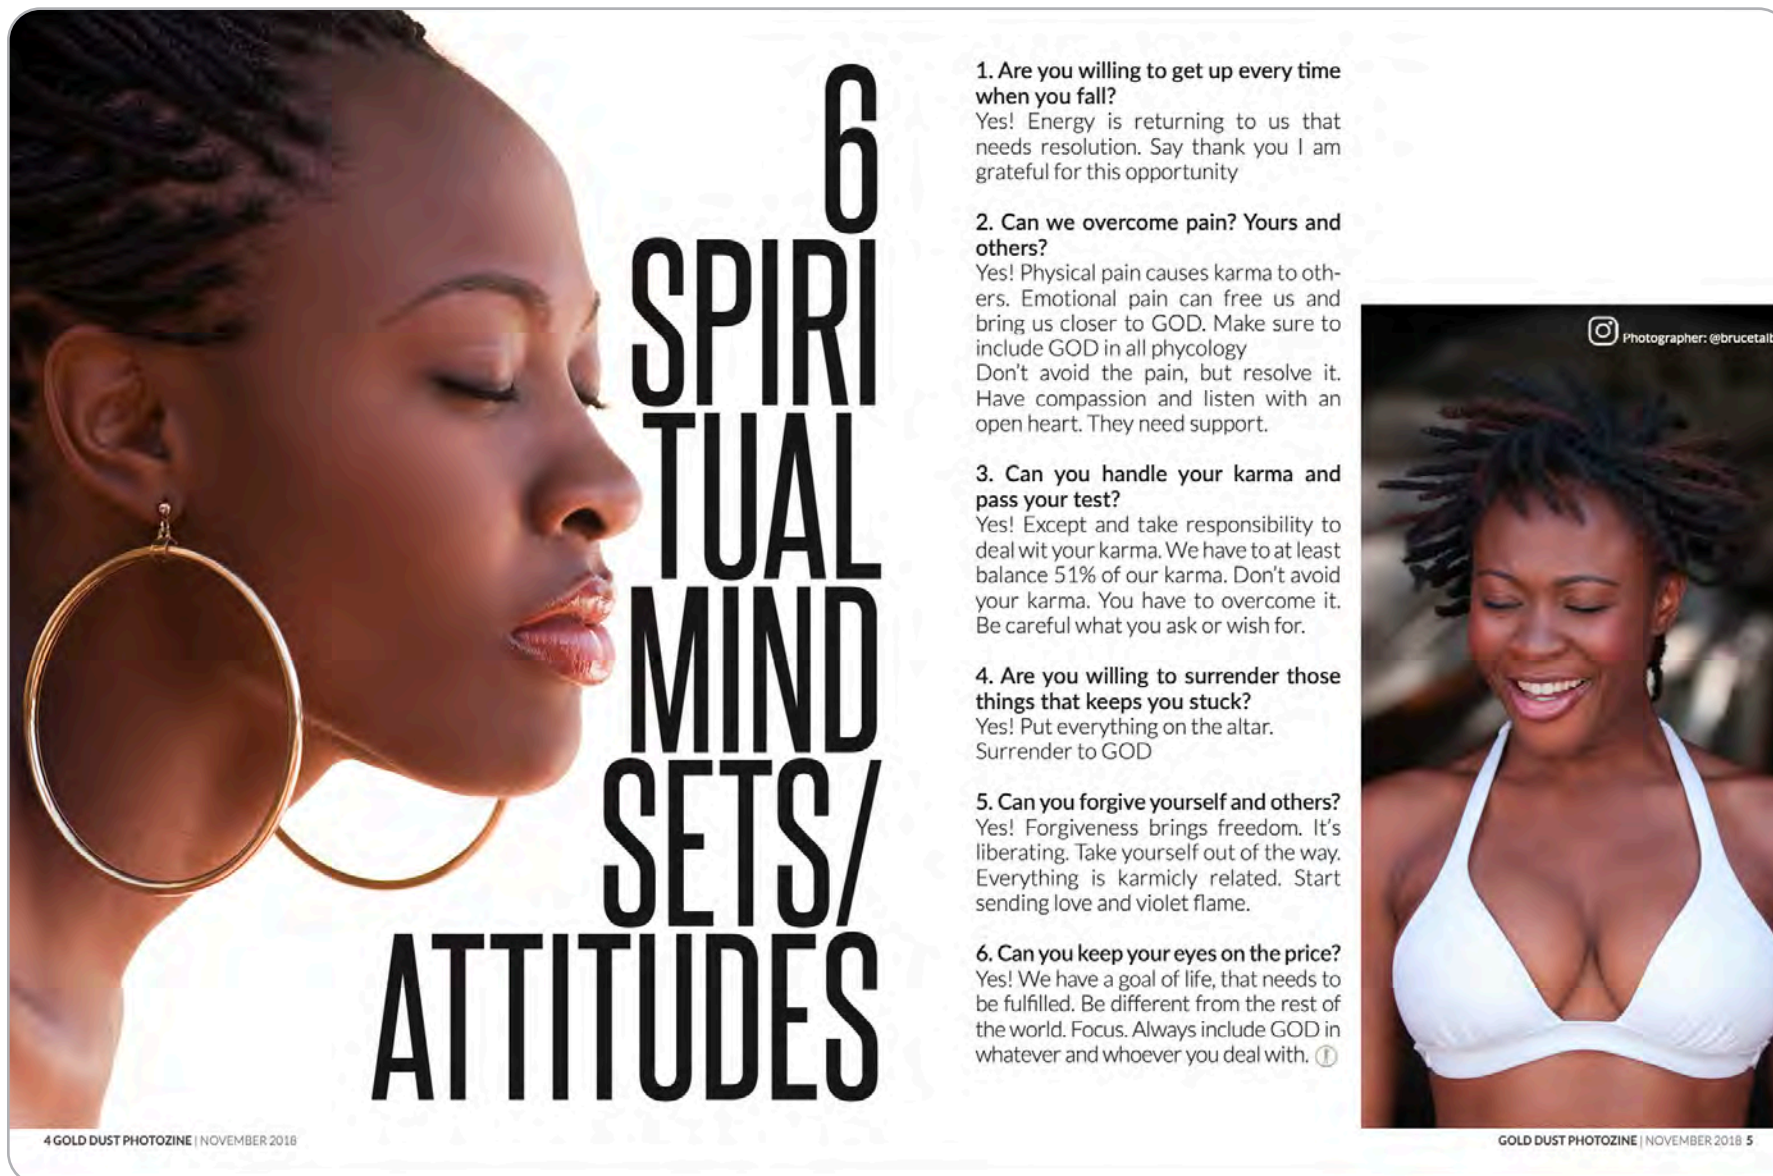 6
SPIRI
TUAL
MIND
SETS/
ATTITUDES
4 GOLD DUST PHOTOZINE | NOVEMBER 2018
1. Are you willing to get up every time
when you fall?
Yes! Energy is returning to us that
needs resolution. Say thank you I am
grateful for this opportunity
2. Can we overcome pain? Yours and
others?
Yes! Physical pain causes karma to oth-
ers. Emotional pain can free us and
bring us closer to GOD. Make sure to
include GOD in all phycology
Don't avoid the pain, but resolve it.
Have compassion and listen with an
open heart. They need support.
3. Can you handle your karma and
pass your test?
Yes! Except and take responsibility to
deal wit your karma. We have to at least
balance 51% of our karma. Don't avoid
your karma. You have to overcome it.
Be careful what you ask or wish for.
4. Are you willing to surrender those
things that keeps you stuck?
Yes! Put everything on the altar.
Surrender to GOD
5. Can you forgive yourself and others?
Yes! Forgiveness brings freedom. It's
liberating. Take yourself out of the way.
Everything is karmicly related. Start
sending love and violet flame.
6. Can you keep your eyes on the price?
Yes! We have a goal of life, that needs to
be fulfilled. Be different from the rest of
the world. Focus. Always include GOD in
whatever and whoever you deal with.
Photographer:
GOLD DUST PHOTOZINE | NOVEMBER 2018 5